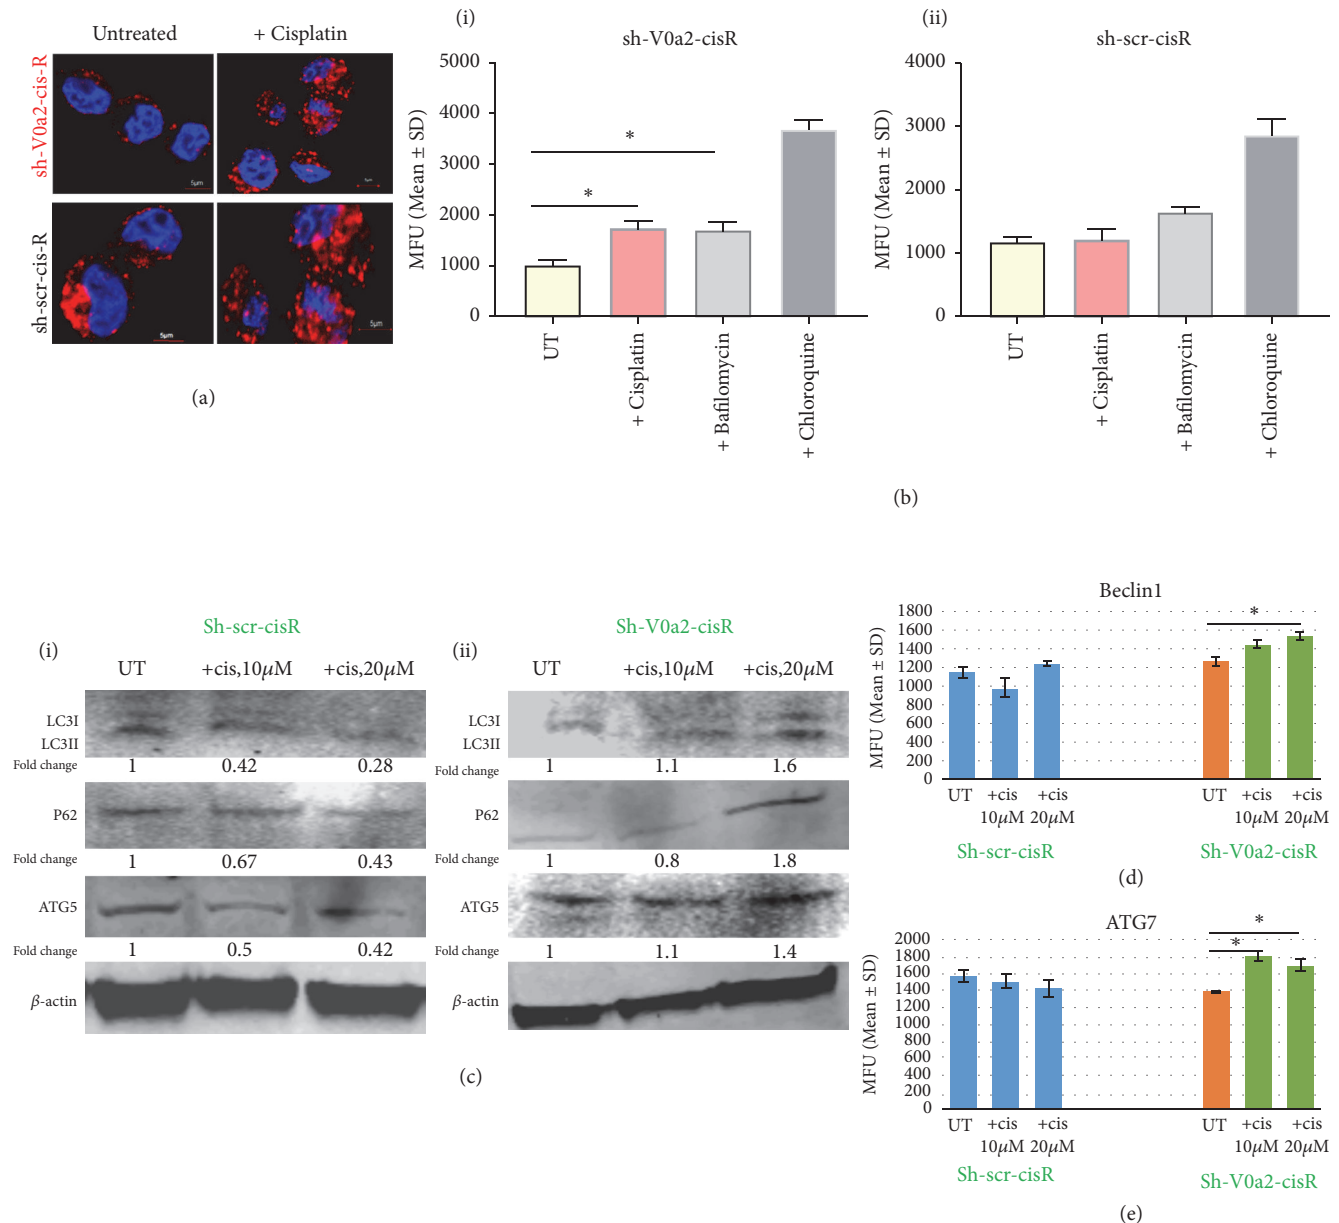 Untreated
+ Cisplatin
sh-V0a2-cis-R
sh-scr-cis-R
5μm
5μm
5μm
5μm
(a)
(i)
sh-V0a2-cisR
MFU (Mean ± SD)
5000
4000
3000
2000
1000
0
*
*
UT
+ Cisplatin
+ Bafilomycin
+ Chloroquine
(ii)
sh-scr-cisR
MFU (Mean ± SD)
4000
3000
2000
1000
0
UT
+ Cisplatin
+ Bafilomycin
+ Chloroquine
(b)
Sh-scr-cisR
(i)
UT +cis,10μM +cis,20μM
LC3I
LC3II
Fold change 1 0.42 0.28
P62
Fold change 1 0.67 0.43
ATG5
Fold change 1 0.5 0.42
β-actin
Sh-V0a2-cisR
(ii)
UT +cis,10μM +cis,20μM
LC3I
LC3II
Fold change 1 1.1 1.6
P62
Fold change 1 0.8 1.8
ATG5
Fold change 1 1.1 1.4
β-actin
(c)
Beclin1
MFU (Mean ± SD)
1800
1600
1400
1200
1000
800
600
400
200
0
*
UT +cis +cis UT +cis +cis
10μM 20μM 10μM 20μM
Sh-scr-cisR Sh-V0a2-cisR
(d)
ATG7
MFU (Mean ± SD)
2000
1800
1600
1400
1200
1000
800
600
400
200
0
*
*
UT +cis +cis UT +cis +cis
10μM 20μM 10μM 20μM
Sh-scr-cisR Sh-V0a2-cisR
(e)